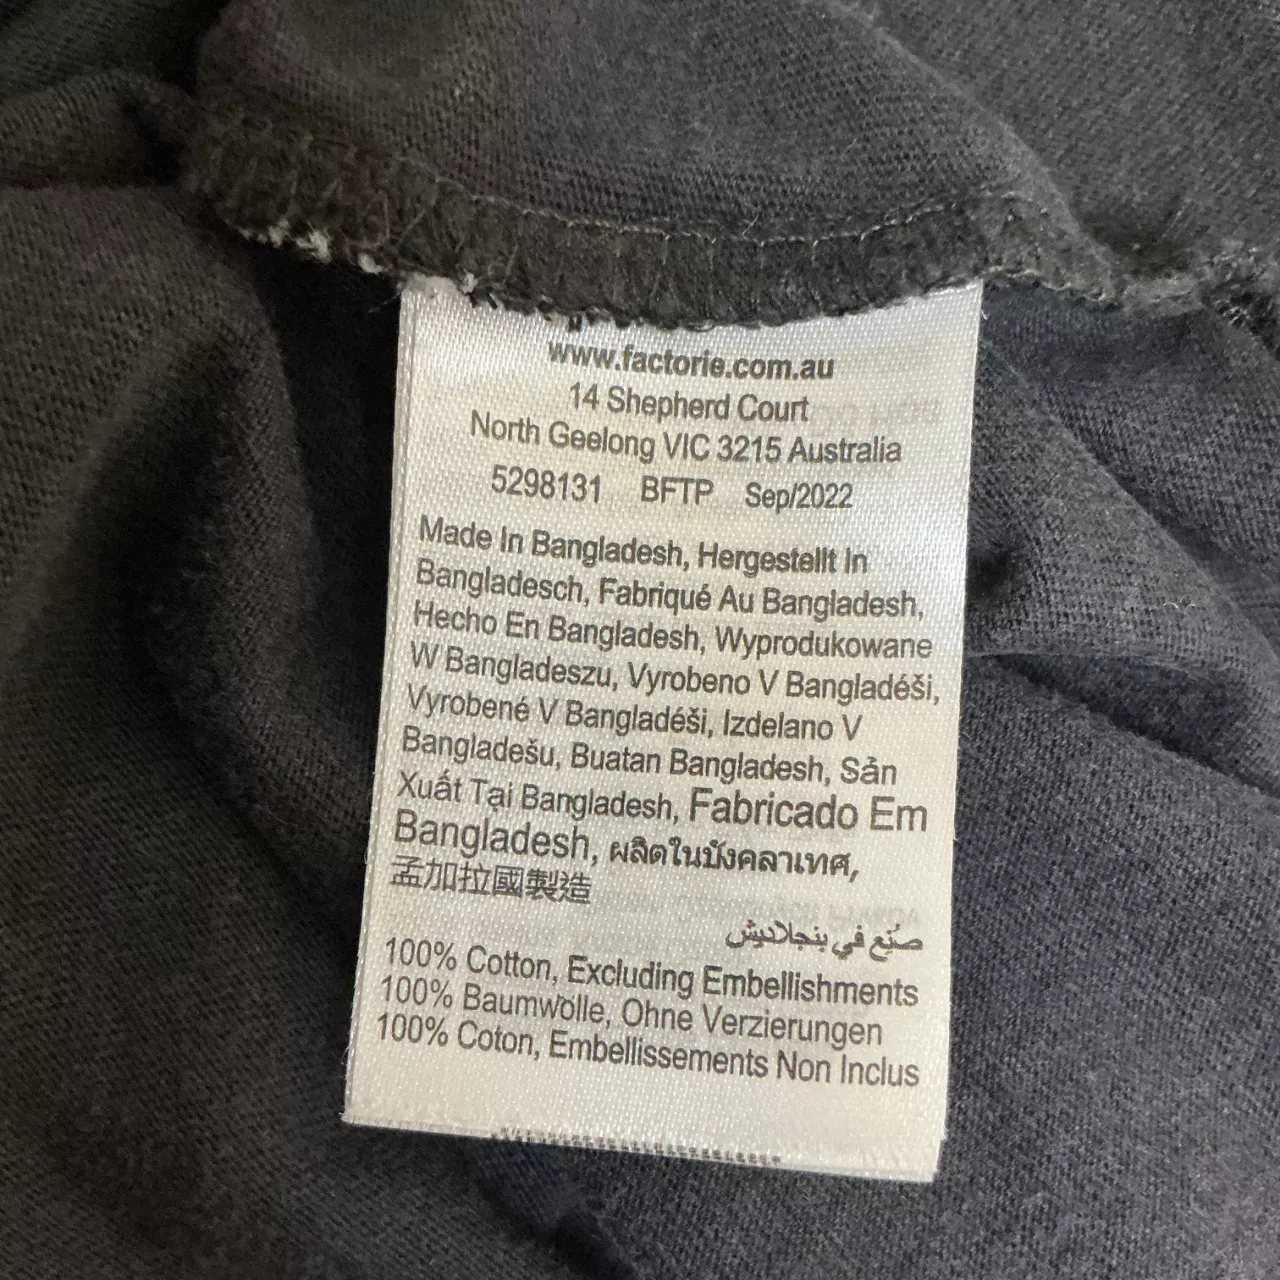 www.factorie.com.au
14 Shepherd Court
North Geelong VIC 3215 Australia
5298131 BFTP Sep/2022
Made In Bangladesh, Hergestellt In
Bangladesch, Fabriqué Au Bangladesh,
Hecho En Bangladesh, Wyprodukowane
W Bangladeszu, Vyrobeno V Bangladéši,
Vyrobené V Bangladéši, Izdelano V
Bangladešu, Buatan Bangladesh, Sản
Xuất Tại Bangladesh, Fabricado Em
Bangladesh, ผลิตในบังคลาเทศ,
孟加拉國製造
صُنِع في بنجلاديش
100% Cotton, Excluding Embellishments
100% Baumwolle, Ohne Verzierungen
100% Coton, Embellissements Non Inclus